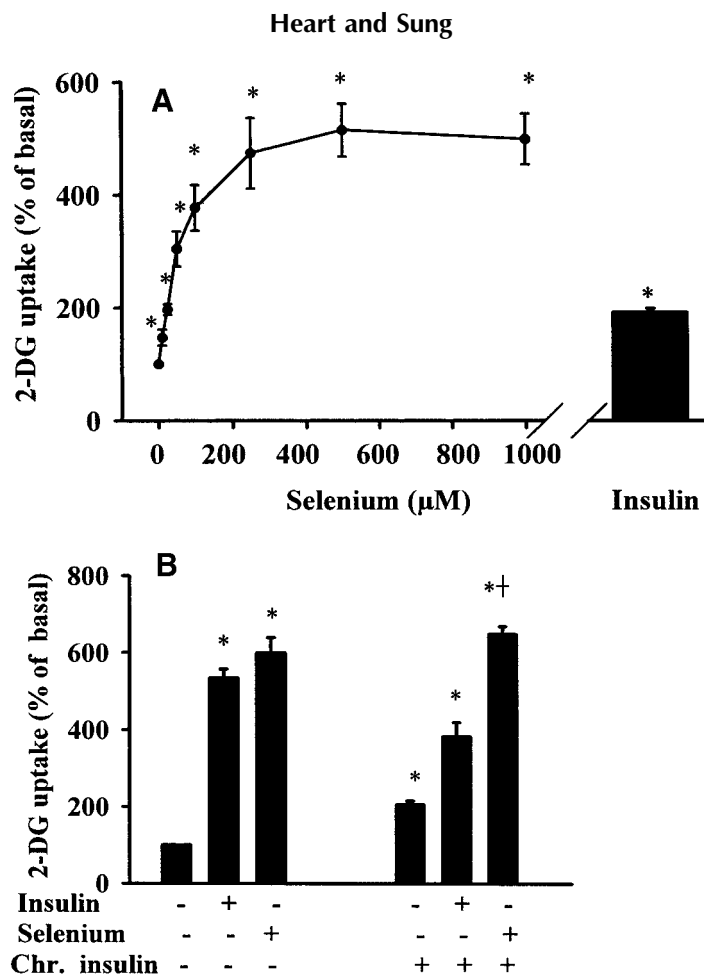 Heart and Sung
A
600
400
200
0
2-DG uptake (% of basal)
* * * * * * * *
0 200 400 600 800 1000
Selenium (μM)
Insulin
B
800
600
400
200
0
2-DG uptake (% of basal)
* * * * *†
Insulin - + - - + -
Selenium - - + - - +
Chr. insulin - - - + + +